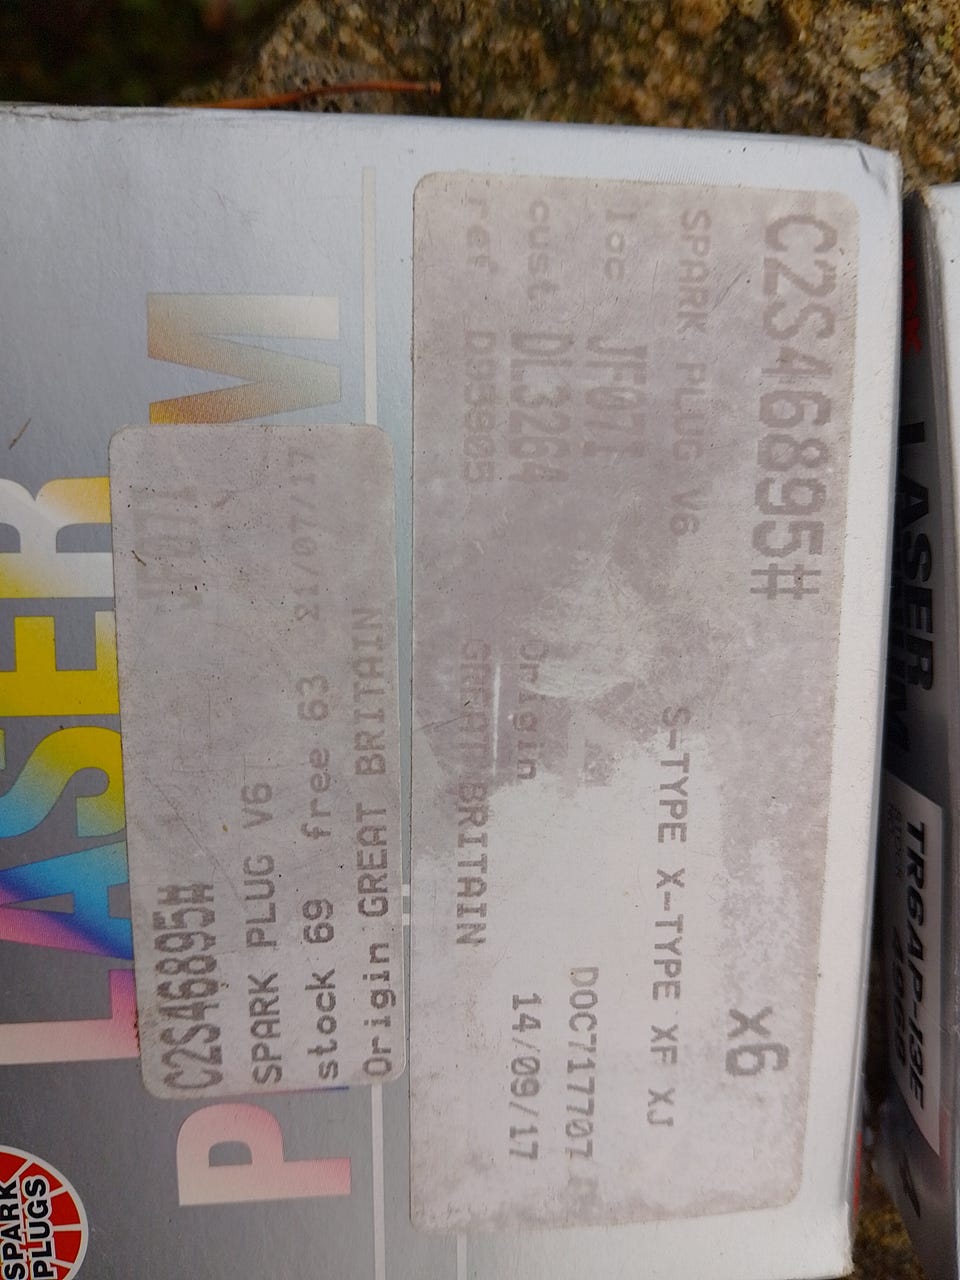 C2S46895#
x6
SPARK PLUG V6
S-TYPE X-TYPE XF XJ
loc JF07I
DOC717707
cust DL3264
Origin
14/09/17
ref D95905
GREAT BRITAIN
C2S46895#
SPARK PLUG V6
stock 69 free 63 21/07/17
Origin GREAT BRITAIN
LASER
P
M
SPARK
PLUGS
LASER
TR6AP-13E